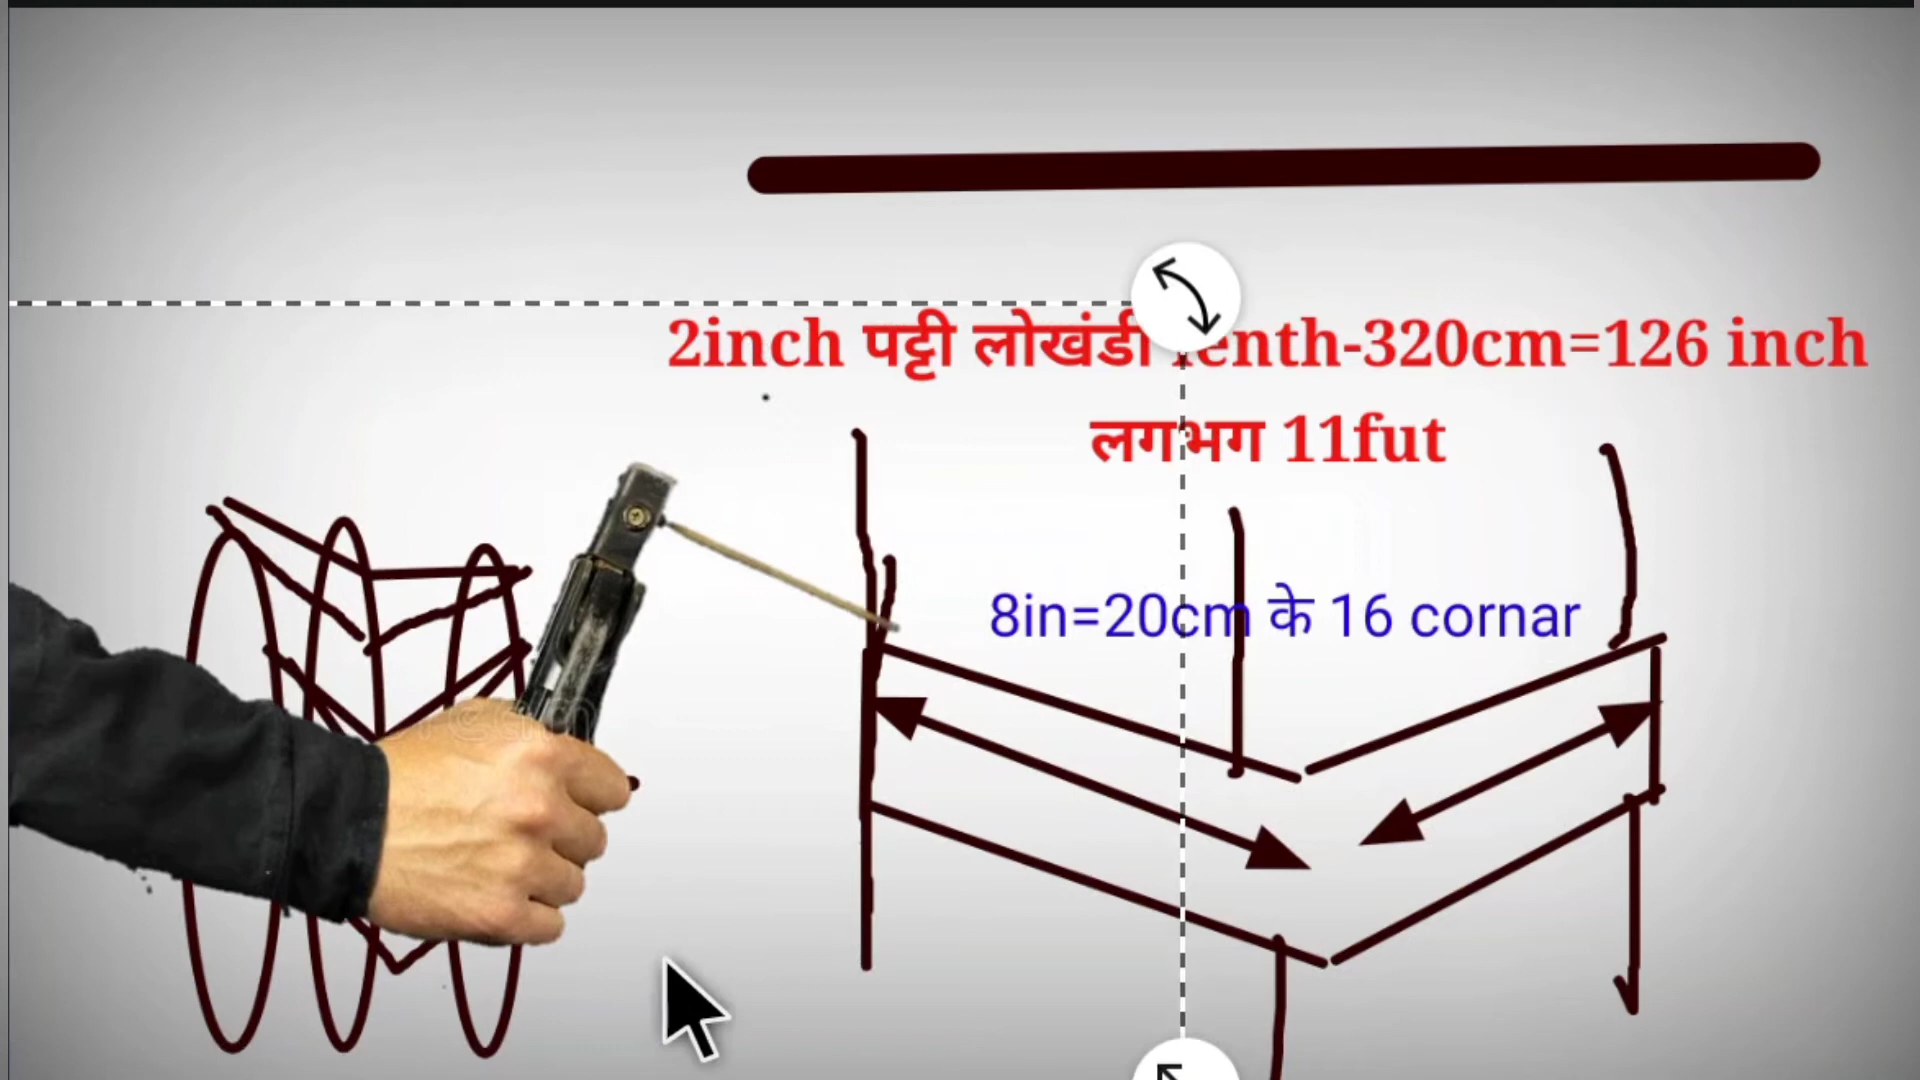 2inch पट्टी लोखंडी lenth-320cm=126 inch
लगभग 11fut
8in=20cm के 16 cornar